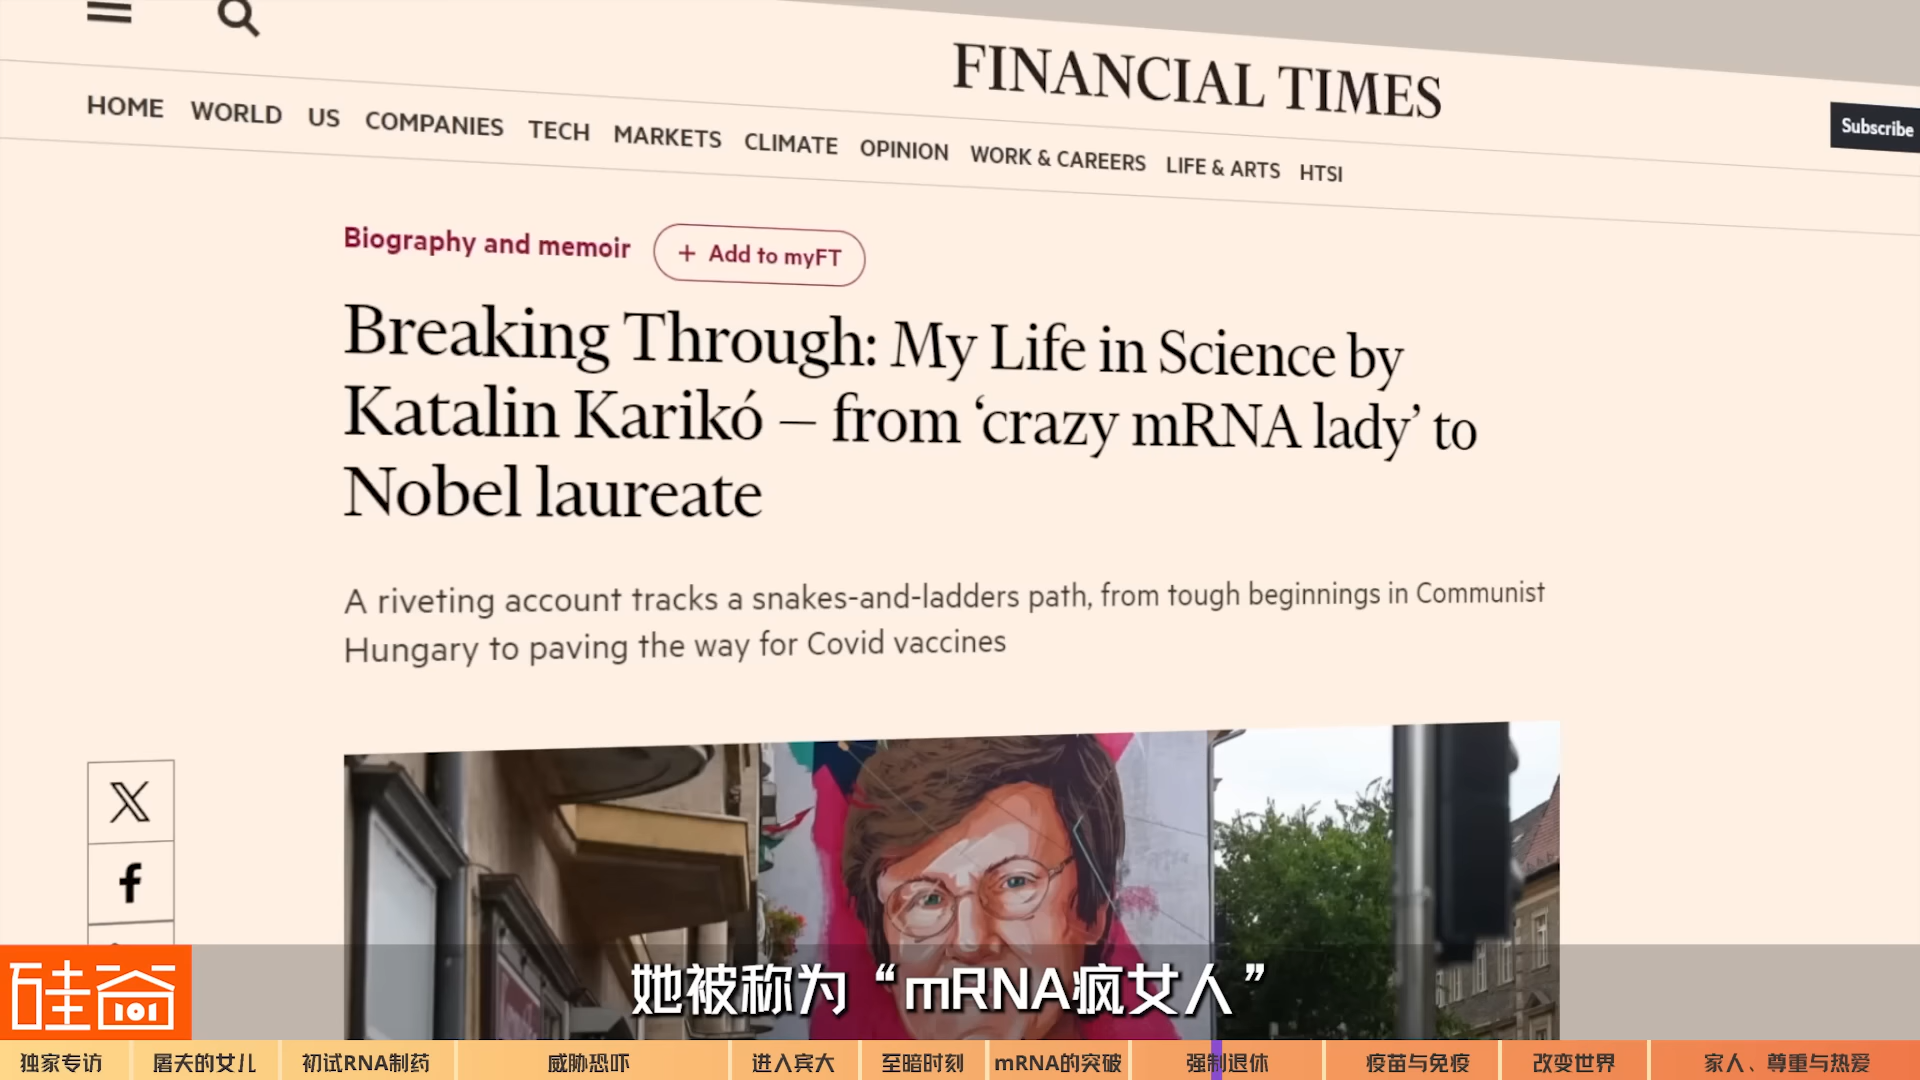 FINANCIAL TIMES
Subscribe
HOME WORLD US COMPANIES TECH MARKETS CLIMATE OPINION WORK & CAREERS LIFE & ARTS HTSI
Biography and memoir
+ Add to myFT
Breaking Through: My Life in Science by
Katalin Karikó – from ‘crazy mRNA lady’ to
Nobel laureate
A riveting account tracks a snakes-and-ladders path, from tough beginnings in Communist
Hungary to paving the way for Covid vaccines
硅谷
101
她被称为“mRNA疯女人”
独家专访 屠夫的女儿 初试RNA制药 威胁恐吓 进入宾大 至暗时刻 mRNA的突破 强制退休 疫苗与免疫 改变世界 家人、尊重与热爱